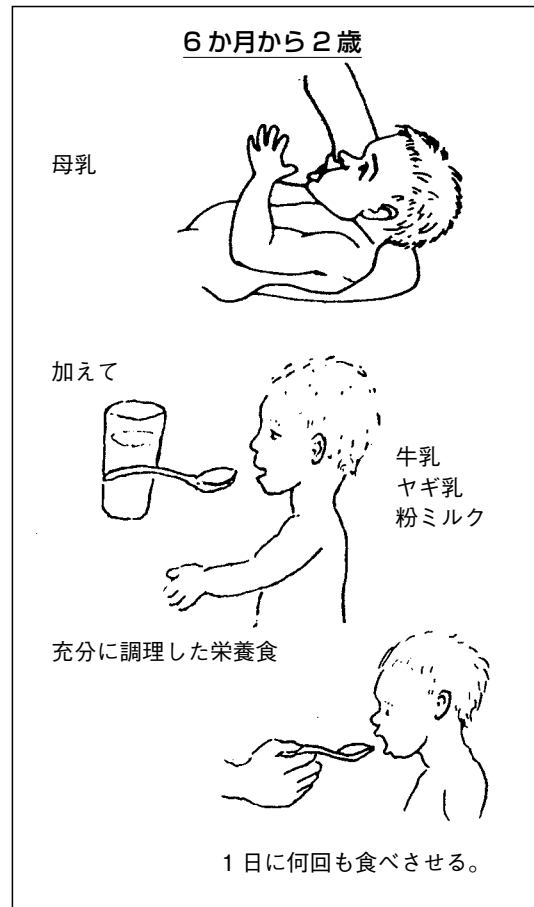 ６か月から２歳
母乳
加えて
牛乳
ヤギ乳
粉ミルク
充分に調理した栄養食
1 日に何回も食べさせる。